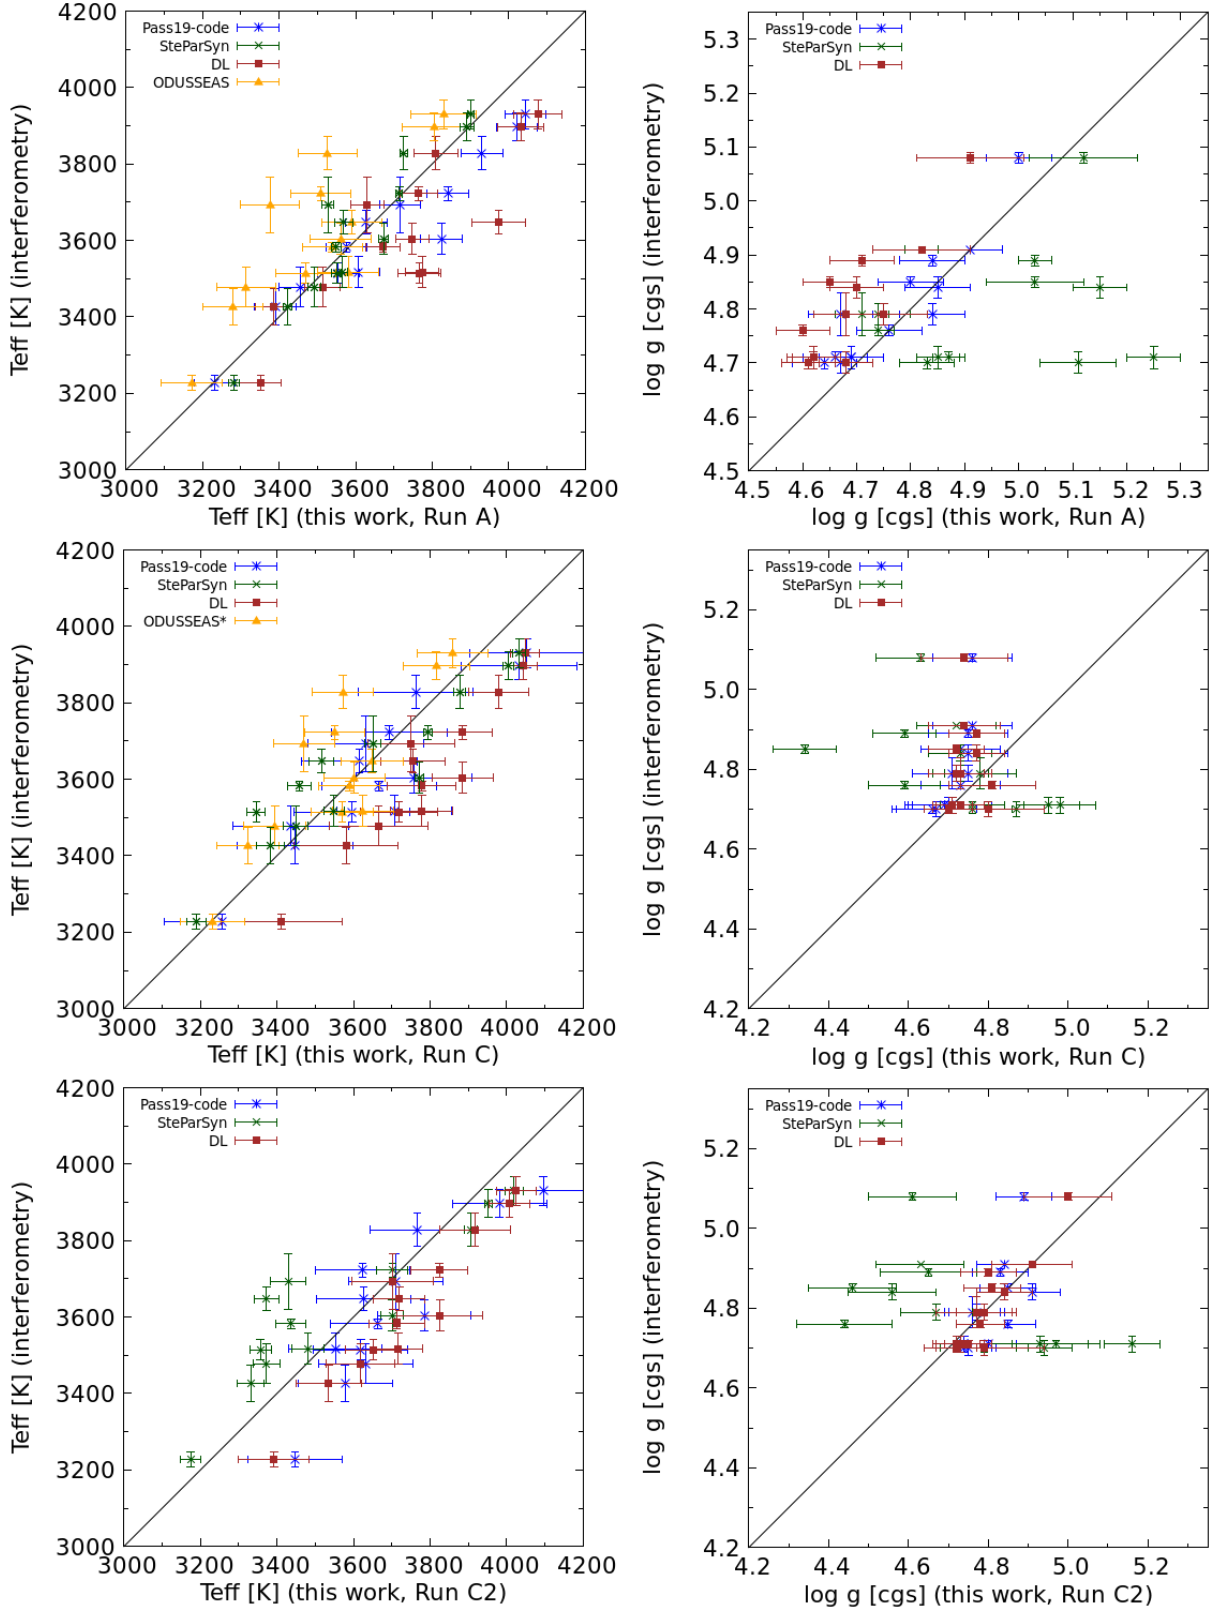 4200
4000
3800
3600
3400
3200
3000
Teff [K] (interferometry)
Pass19-code
SteParSyn
DL
ODUSSEAS
3000 3200 3400 3600 3800 4000 4200
Teff [K] (this work, Run A)
5.3
5.2
5.1
5.0
4.9
4.8
4.7
4.6
4.5
log g [cgs] (interferometry)
Pass19-code
SteParSyn
DL
4.5 4.6 4.7 4.8 4.9 5.0 5.1 5.2 5.3
log g [cgs] (this work, Run A)
4200
4000
3800
3600
3400
3200
3000
Teff [K] (interferometry)
Pass19-code
SteParSyn
DL
ODUSSEAS*
3000 3200 3400 3600 3800 4000 4200
Teff [K] (this work, Run C)
5.2
5.0
4.8
4.6
4.4
4.2
log g [cgs] (interferometry)
Pass19-code
SteParSyn
DL
4.2 4.4 4.6 4.8 5.0 5.2
log g [cgs] (this work, Run C)
4200
4000
3800
3600
3400
3200
3000
Teff [K] (interferometry)
Pass19-code
SteParSyn
DL
3000 3200 3400 3600 3800 4000 4200
Teff [K] (this work, Run C2)
5.2
5.0
4.8
4.6
4.4
4.2
log g [cgs] (interferometry)
Pass19-code
SteParSyn
DL
4.2 4.4 4.6 4.8 5.0 5.2
log g [cgs] (this work, Run C2)